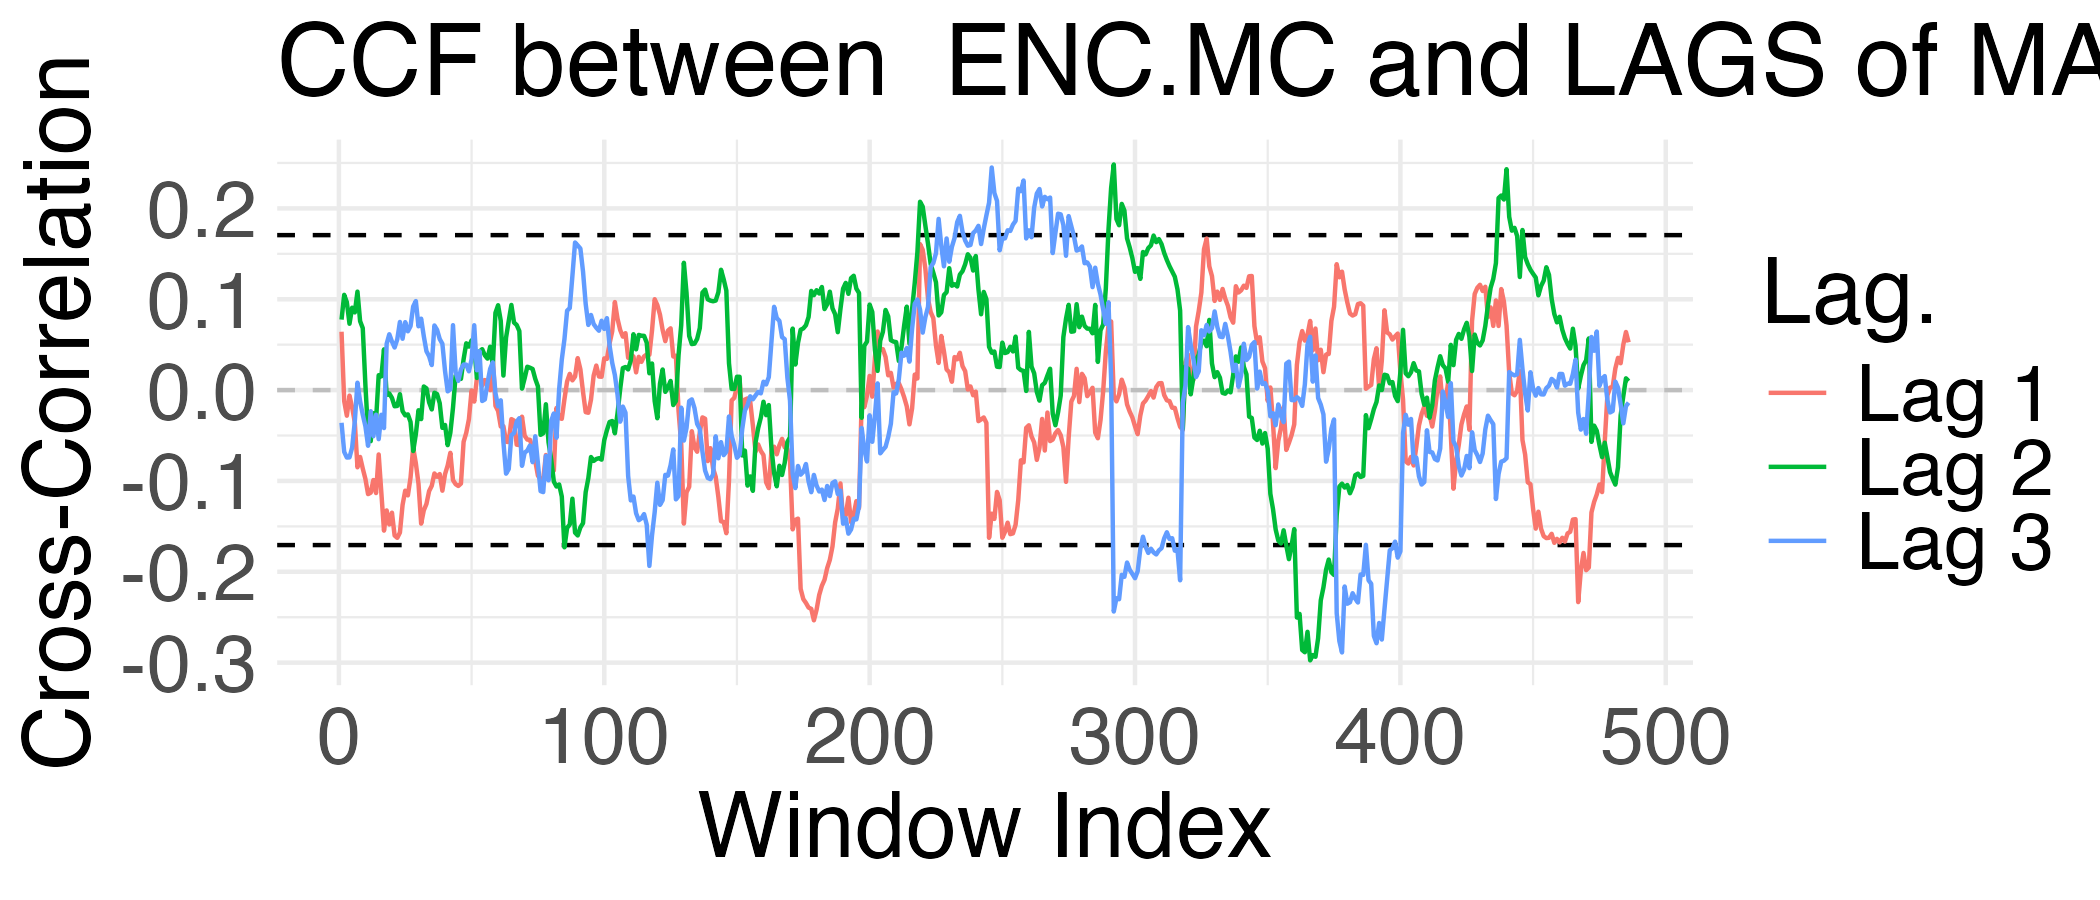 CCF between ENC.MC and LAGS of MA
Cross-Correlation
0.2
0.1
0.0
-0.1
-0.2
-0.3
0 100 200 300 400 500
Window Index
Lag.
Lag 1
Lag 2
Lag 3